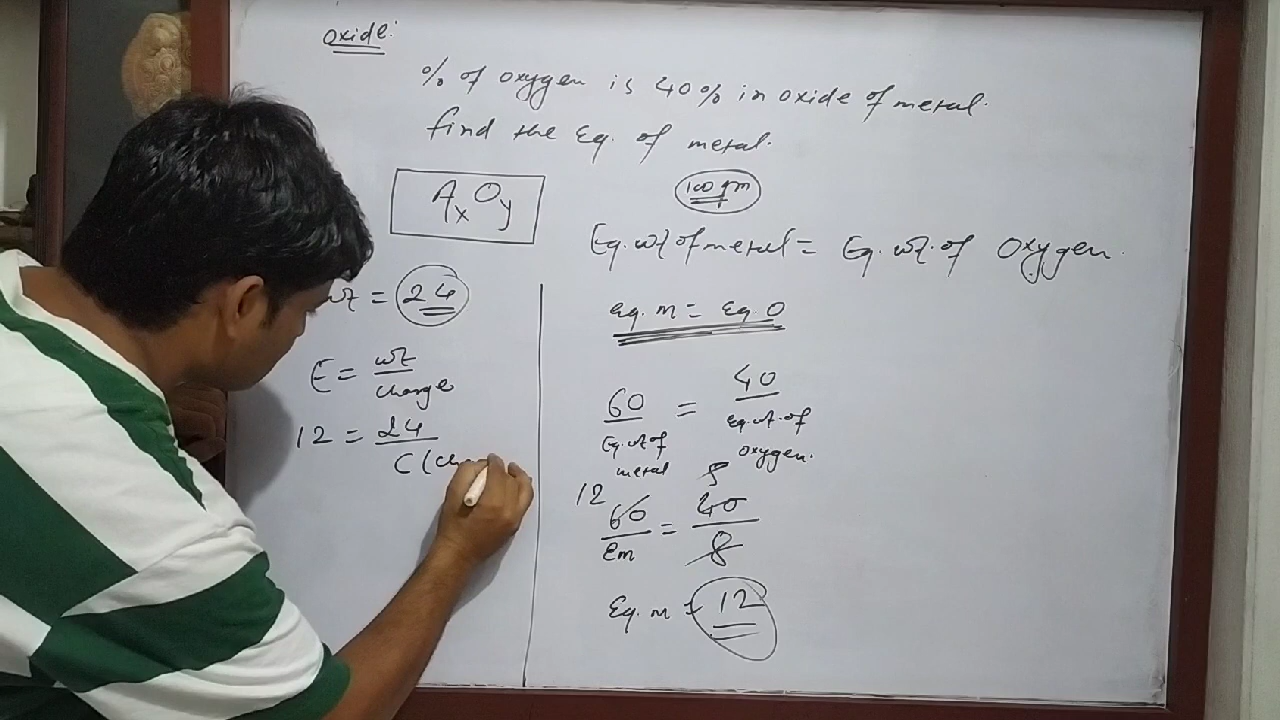 oxide.
% of oxygen is 40% in oxide of metal.
find the Eq. of metal.
AxOy
100 gm
Eq. wt of metal = Eq. wt. of Oxygen.
wt = 24
E = wt / charge
12 = 24 / C (
eq. m = Eq O
60 / Eq. wt of metal = 40 / Eq. wt. of oxygen.
12 60 / Em = 5 40 / 8
Eq. m = 12